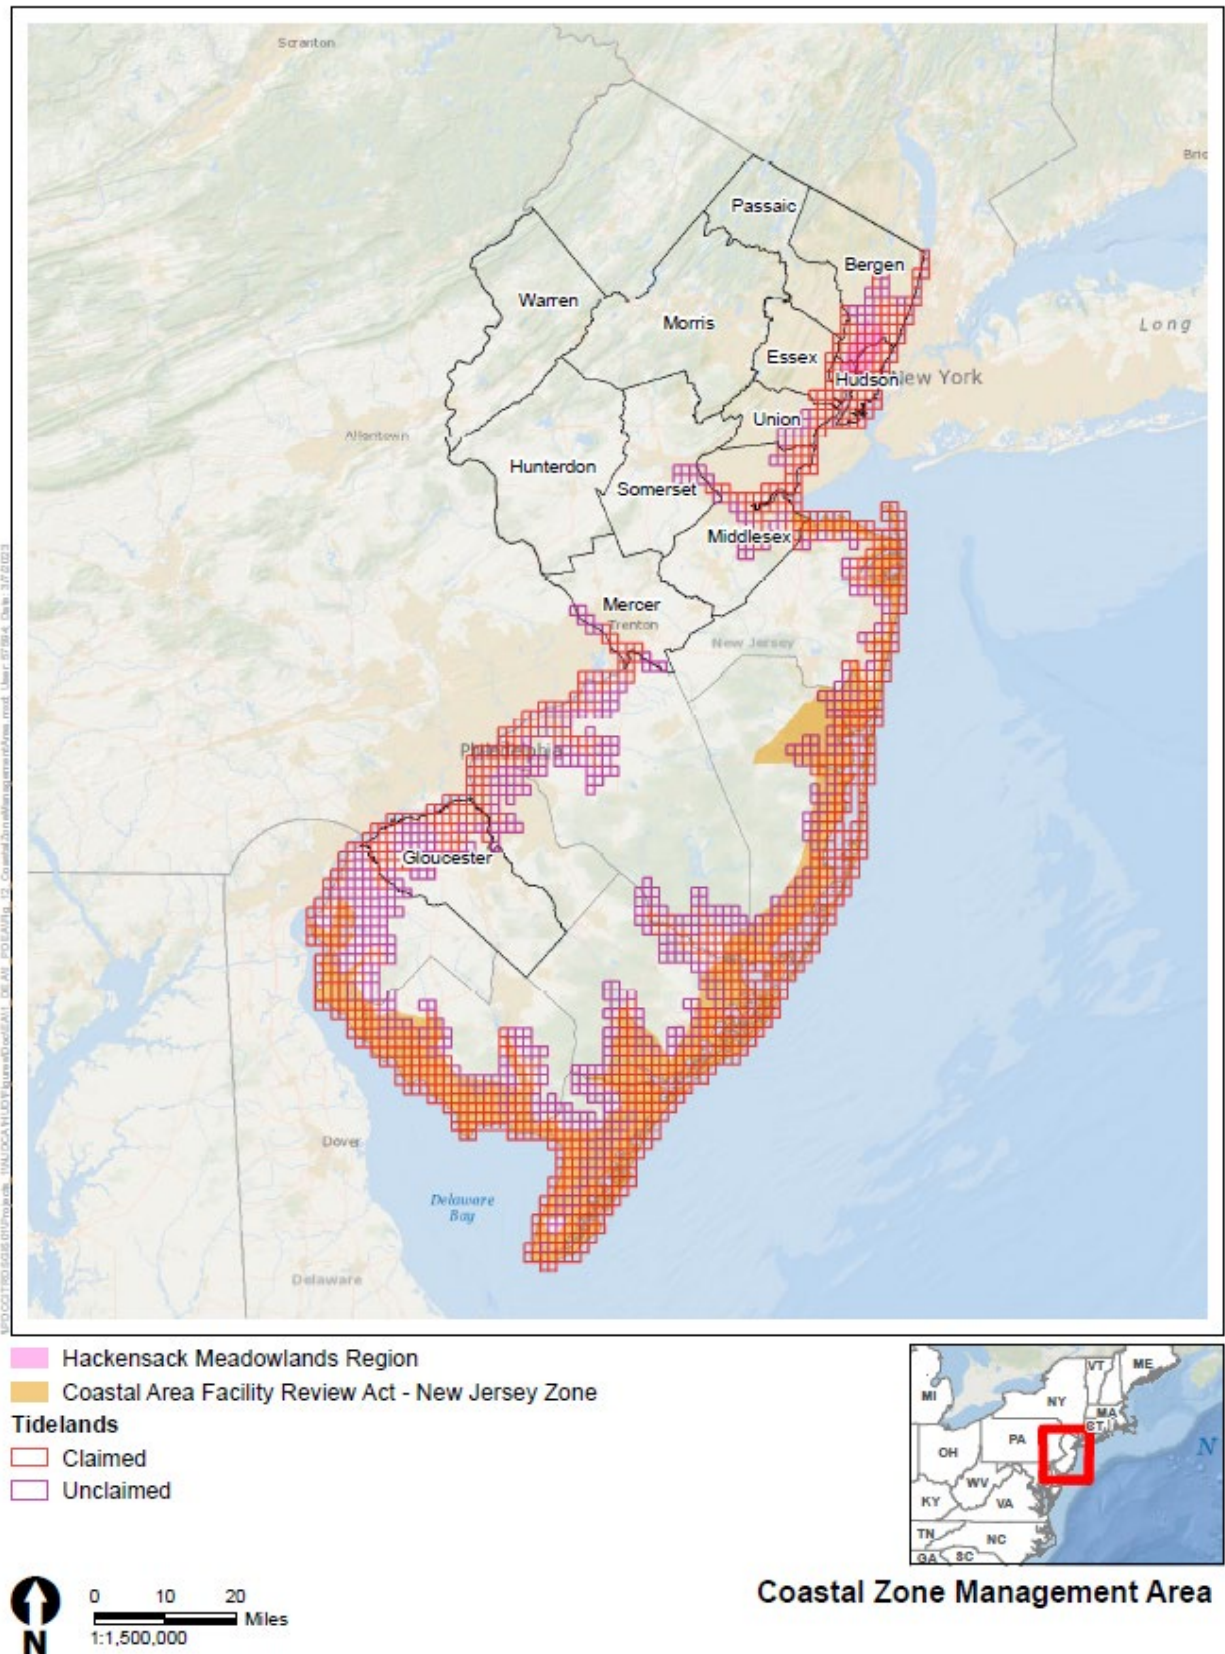 Scranton
Passaic
Bergen
Warren
Morris
Long
Essex
Hudson
New York
Union
Allentown
Hunterdon
Somerset
Middlesex
Mercer
Trenton
New Jersey
Philadelphia
Gloucester
Dover
Delaware
Bay
Delaware
Hackensack Meadowlands Region
Coastal Area Facility Review Act - New Jersey Zone
Tidelands
Claimed
Unclaimed
VT
ME
MI
NY
MA
CT
PA
OH
N
WV
KY
VA
TN
NC
GA
SC
Coastal Zone Management Area
0 10 20
Miles
1:1,500,000
N